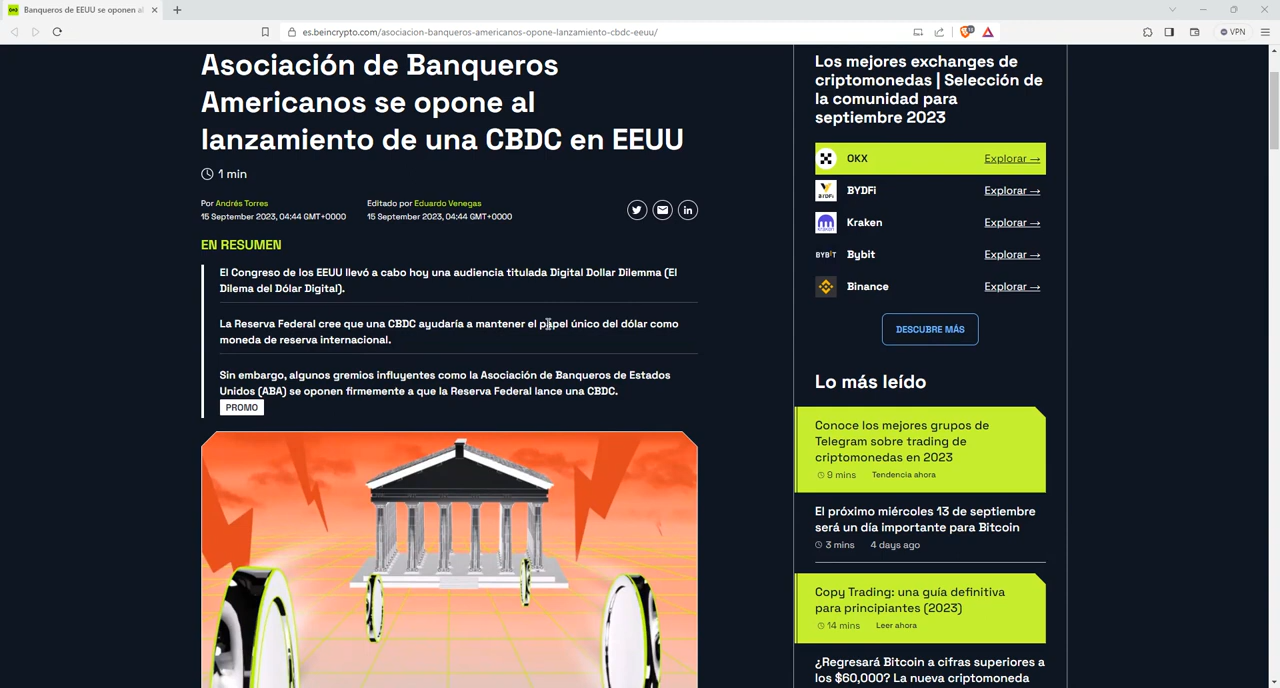 Banqueros de EEUU se oponen al
es.beincrypto.com/asociacion-banqueros-americanos-opone-lanzamiento-cbdc-eeuu/
VPN
Asociación de Banqueros
Americanos se opone al
lanzamiento de una CBDC en EEUU
1 min
Por Andrés Torres
15 September 2023, 04:44 GMT+0000
Editado por Eduardo Venegas
15 September 2023, 04:44 GMT+0000
EN RESUMEN
El Congreso de los EEUU llevó a cabo hoy una audiencia titulada Digital Dollar Dilemma (El
Dilema del Dólar Digital).
La Reserva Federal cree que una CBDC ayudaría a mantener el papel único del dólar como
moneda de reserva internacional.
Sin embargo, algunos gremios influyentes como la Asociación de Banqueros de Estados
Unidos (ABA) se oponen firmemente a que la Reserva Federal lance una CBDC.
PROMO
Los mejores exchanges de
criptomonedas | Selección de
la comunidad para
septiembre 2023
OKX Explorar →
BYDFi Explorar →
Kraken Explorar →
BYBIT Bybit Explorar →
Binance Explorar →
DESCUBRE MÁS
Lo más leído
Conoce los mejores grupos de
Telegram sobre trading de
criptomonedas en 2023
9 mins Tendencia ahora
El próximo miércoles 13 de septiembre
será un día importante para Bitcoin
3 mins 4 days ago
Copy Trading: una guía definitiva
para principiantes (2023)
14 mins Leer ahora
¿Regresará Bitcoin a cifras superiores a
los $60,000? La nueva criptomoneda